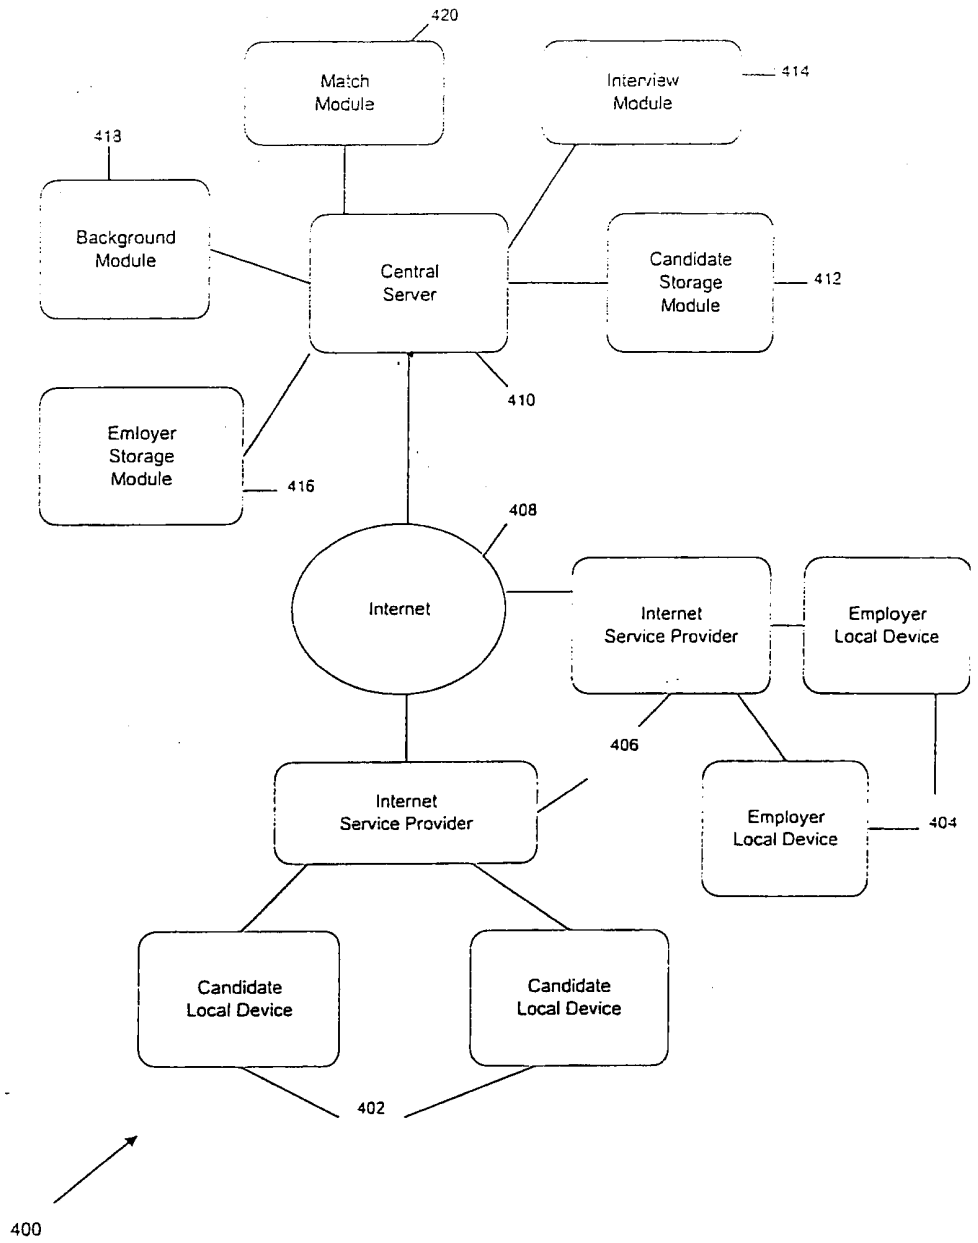 420
Match
Module
Interview
Module
414
418
Background
Module
Central
Server
Candidate
Storage
Module
412
410
Emloyer
Storage
Module
416
408
Internet
Internet
Service Provider
Employer
Local Device
406
Internet
Service Provider
Employer
Local Device
404
Candidate
Local Device
Candidate
Local Device
402
400